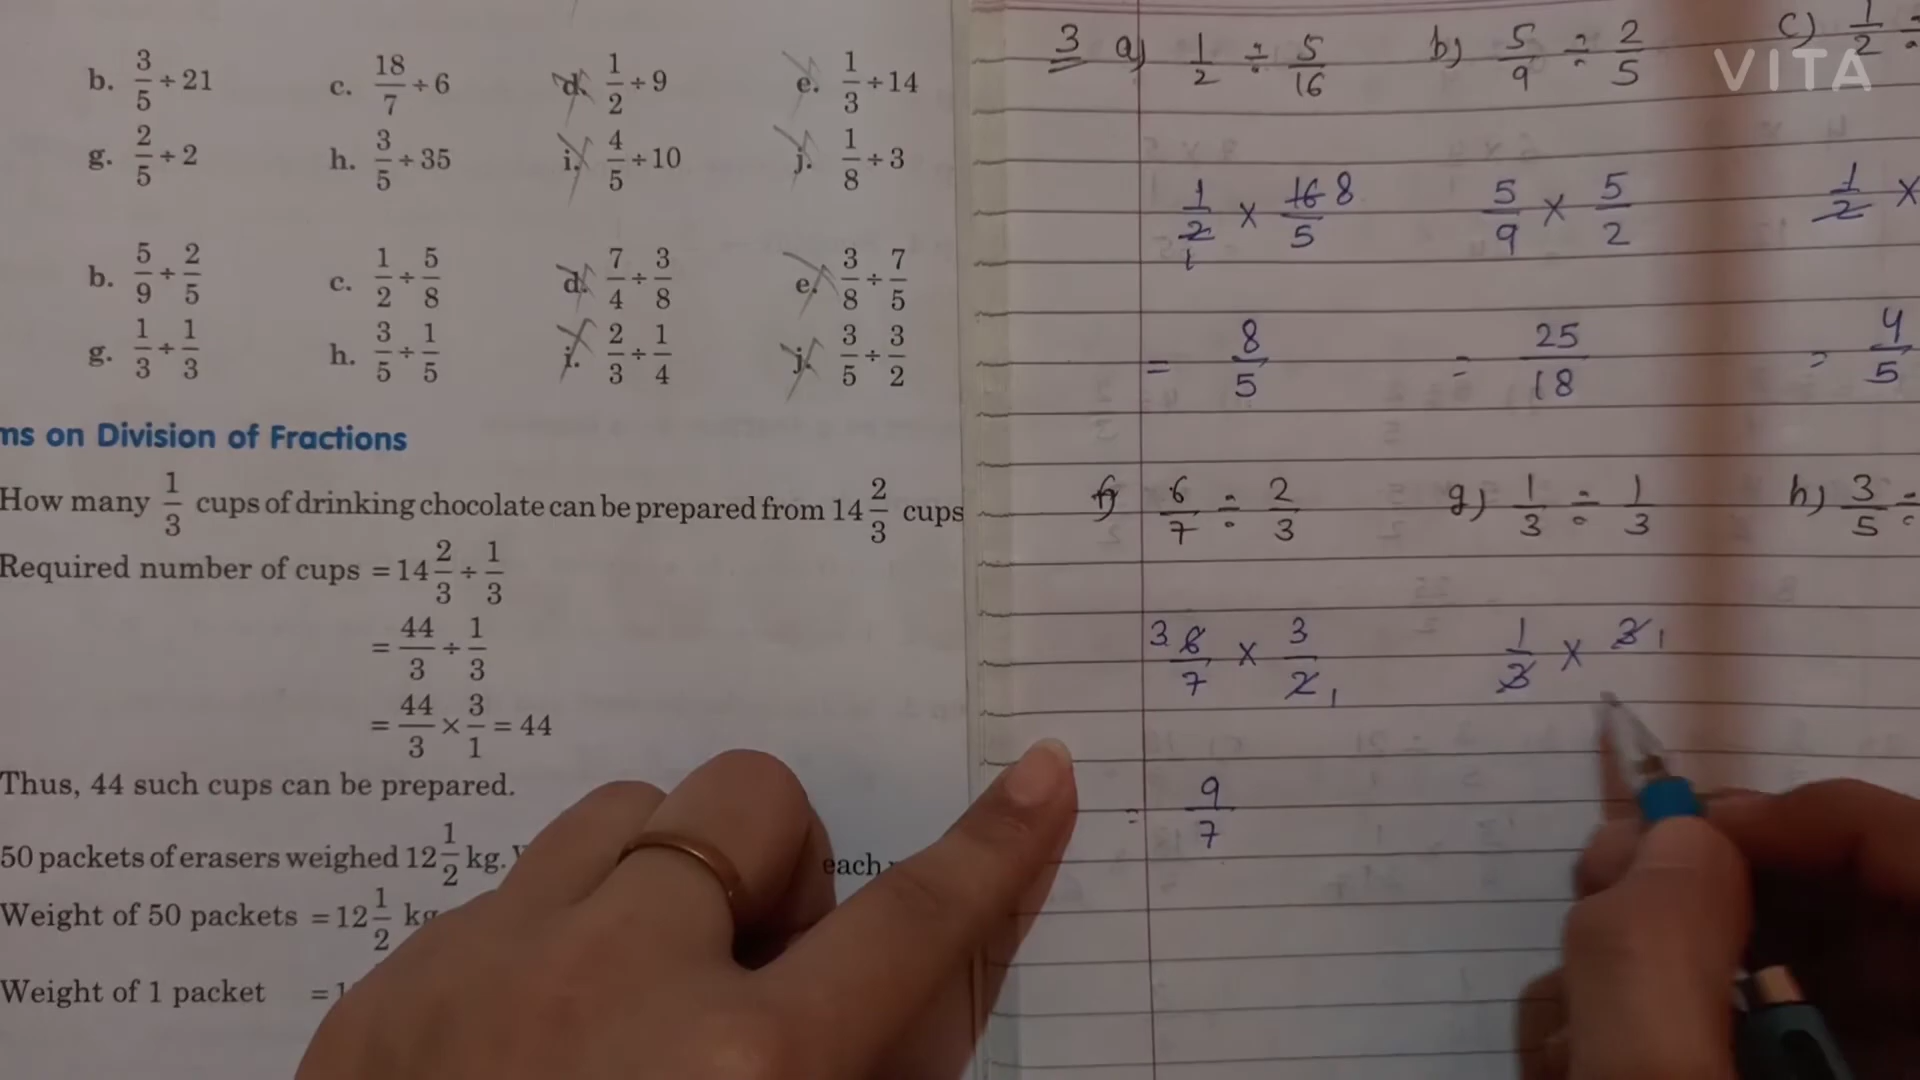 b. 3/5 ÷ 21 c. 18/7 ÷ 6 d. 1/2 ÷ 9 e. 1/3 ÷ 14
g. 2/5 ÷ 2 h. 3/5 ÷ 35 i. 4/5 ÷ 10 j. 1/8 ÷ 3
b. 5/9 ÷ 2/5 c. 1/2 ÷ 5/8 d. 7/4 ÷ 3/8 e. 3/8 ÷ 7/5
g. 1/3 ÷ 1/3 h. 3/5 ÷ 1/5 i. 2/3 ÷ 1/4 j. 3/5 ÷ 3/2
ms on Division of Fractions
How many 1/3 cups of drinking chocolate can be prepared from 14 2/3 cups
Required number of cups = 14 2/3 ÷ 1/3
= 44/3 ÷ 1/3
= 44/3 × 3/1 = 44
Thus, 44 such cups can be prepared.
50 packets of erasers weighed 12 1/2 kg. each
Weight of 50 packets = 12 1/2 kg
Weight of 1 packet = 1
3 a) 1/2 ÷ 5/16 b) 5/9 ÷ 2/5 c) 1/2 ÷
VITA
1/2 1 × 16 8/5 5/9 × 5/2 1/2 ×
= 8/5 = 25/18 = 4/5
f) 6/7 ÷ 2/3 g) 1/3 ÷ 1/3 h) 3/5 ÷
3 6/7 × 3/2 1 1/3 × 3 1
= 9/7